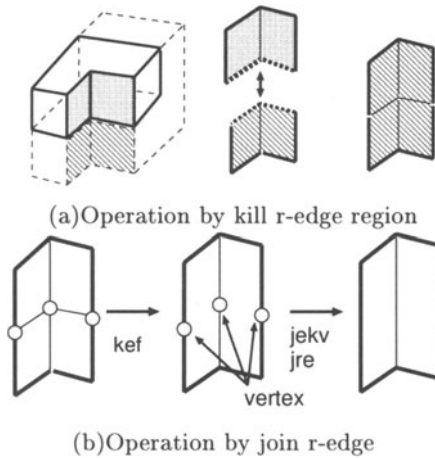 (a)Operation by kill r-edge region
kef
jekv
jre
vertex
(b)Operation by join r-edge